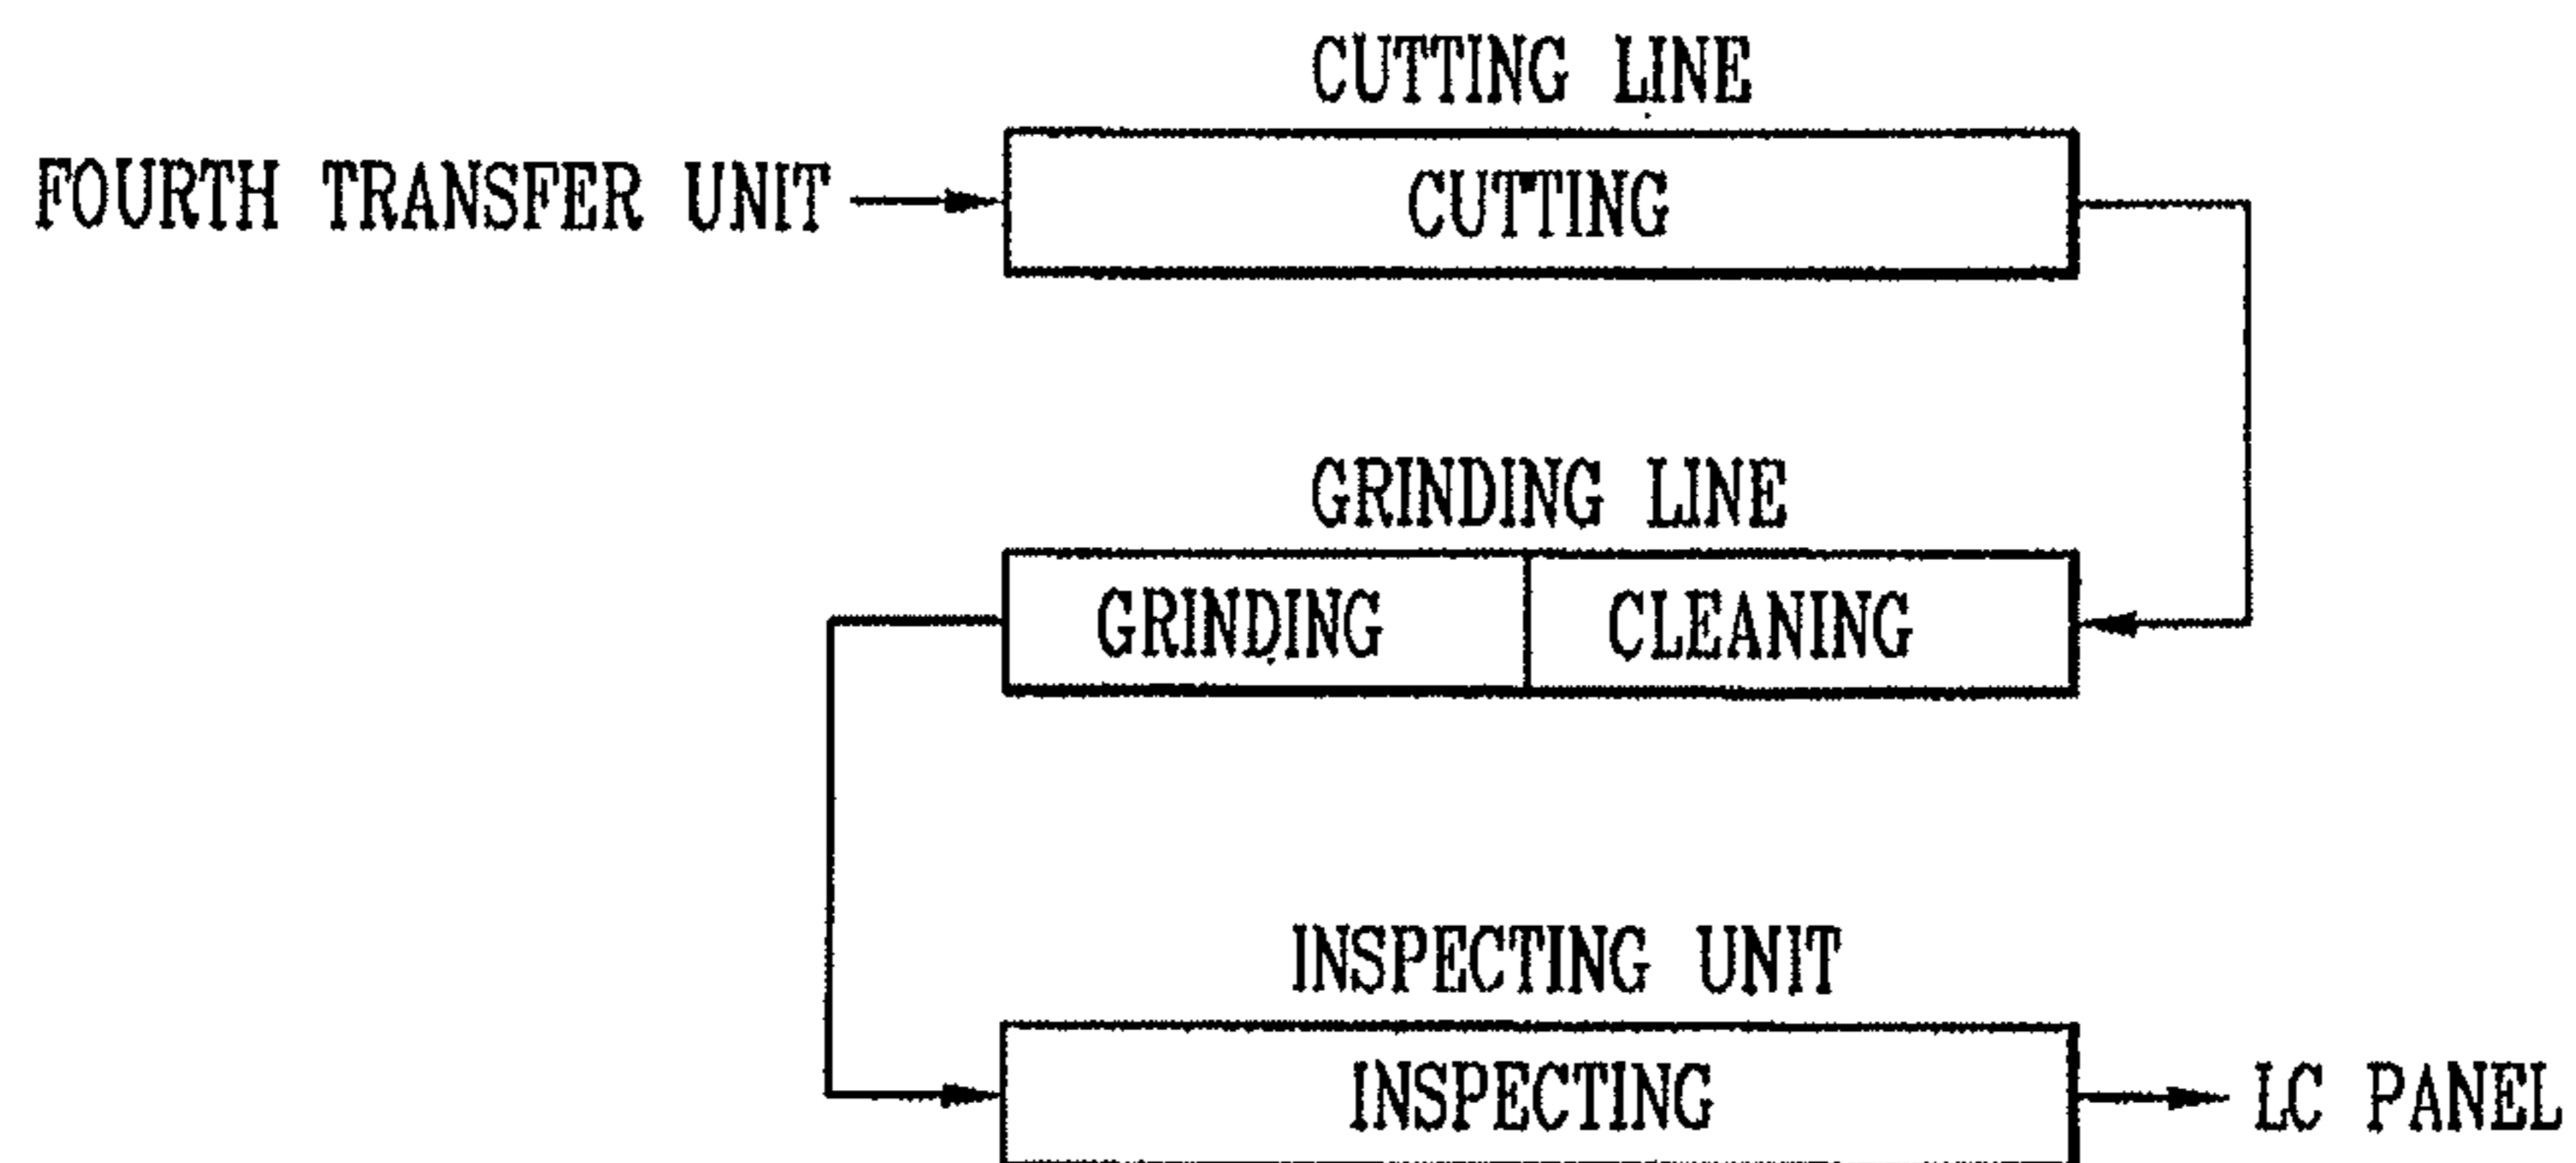 CUTTING LINE
FOURTH TRANSFER UNIT
CUTTING
GRINDING LINE
GRINDING
CLEANING
INSPECTING UNIT
INSPECTING
LC PANEL